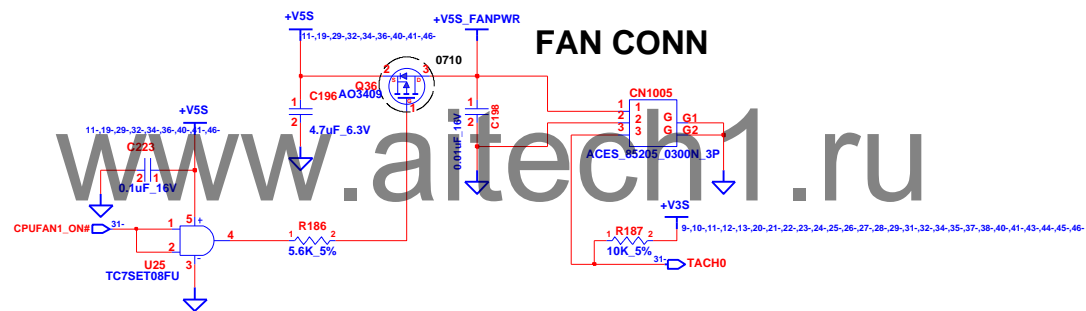 +V5S
+V5S_FANPWR
11-,19-,29-,32-,34-,36-,40-,41-,46-
FAN CONN
0710
2
3
Q36
S
D
G
AO3409
1
C196
1
2
4.7uF_6.3V
1
2
C198
0.01uF_16V
CN1005
1
2
3
1
2
3
G
G
G1
G2
ACES_85205_0300N_3P
+V5S
11-,19-,29-,32-,34-,36-,40-,41-,46-
C223
2
1
0.1uF_16V
www.aitech1.ru
CPUFAN1_ON#
31-
1
2
5
+
4
3
-
U25
TC7SET08FU
R186
1
2
5.6K_5%
+V3S
9-,10-,11-,12-,13-,20-,21-,22-,23-,24-,25-,26-,27-,28-,29-,31-,32-,34-,35-,37-,38-,40-,41-,43-,44-,45-,46-
R187
1
2
10K_5%
31-
TACH0